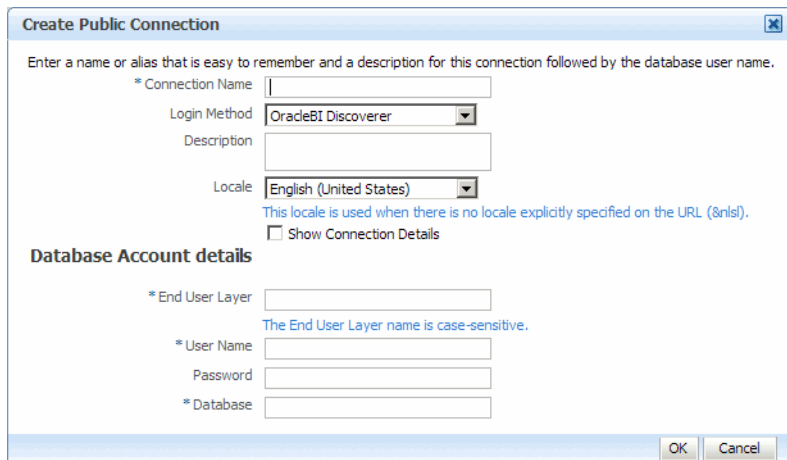 Create Public Connection
Enter a name or alias that is easy to remember and a description for this connection followed by the database user name.
* Connection Name
Login Method OracleBI Discoverer
Description
Locale English (United States)
This locale is used when there is no locale explicitly specified on the URL (&nlsl).
Show Connection Details
Database Account details
* End User Layer
The End User Layer name is case-sensitive.
* User Name
Password
* Database
OK Cancel